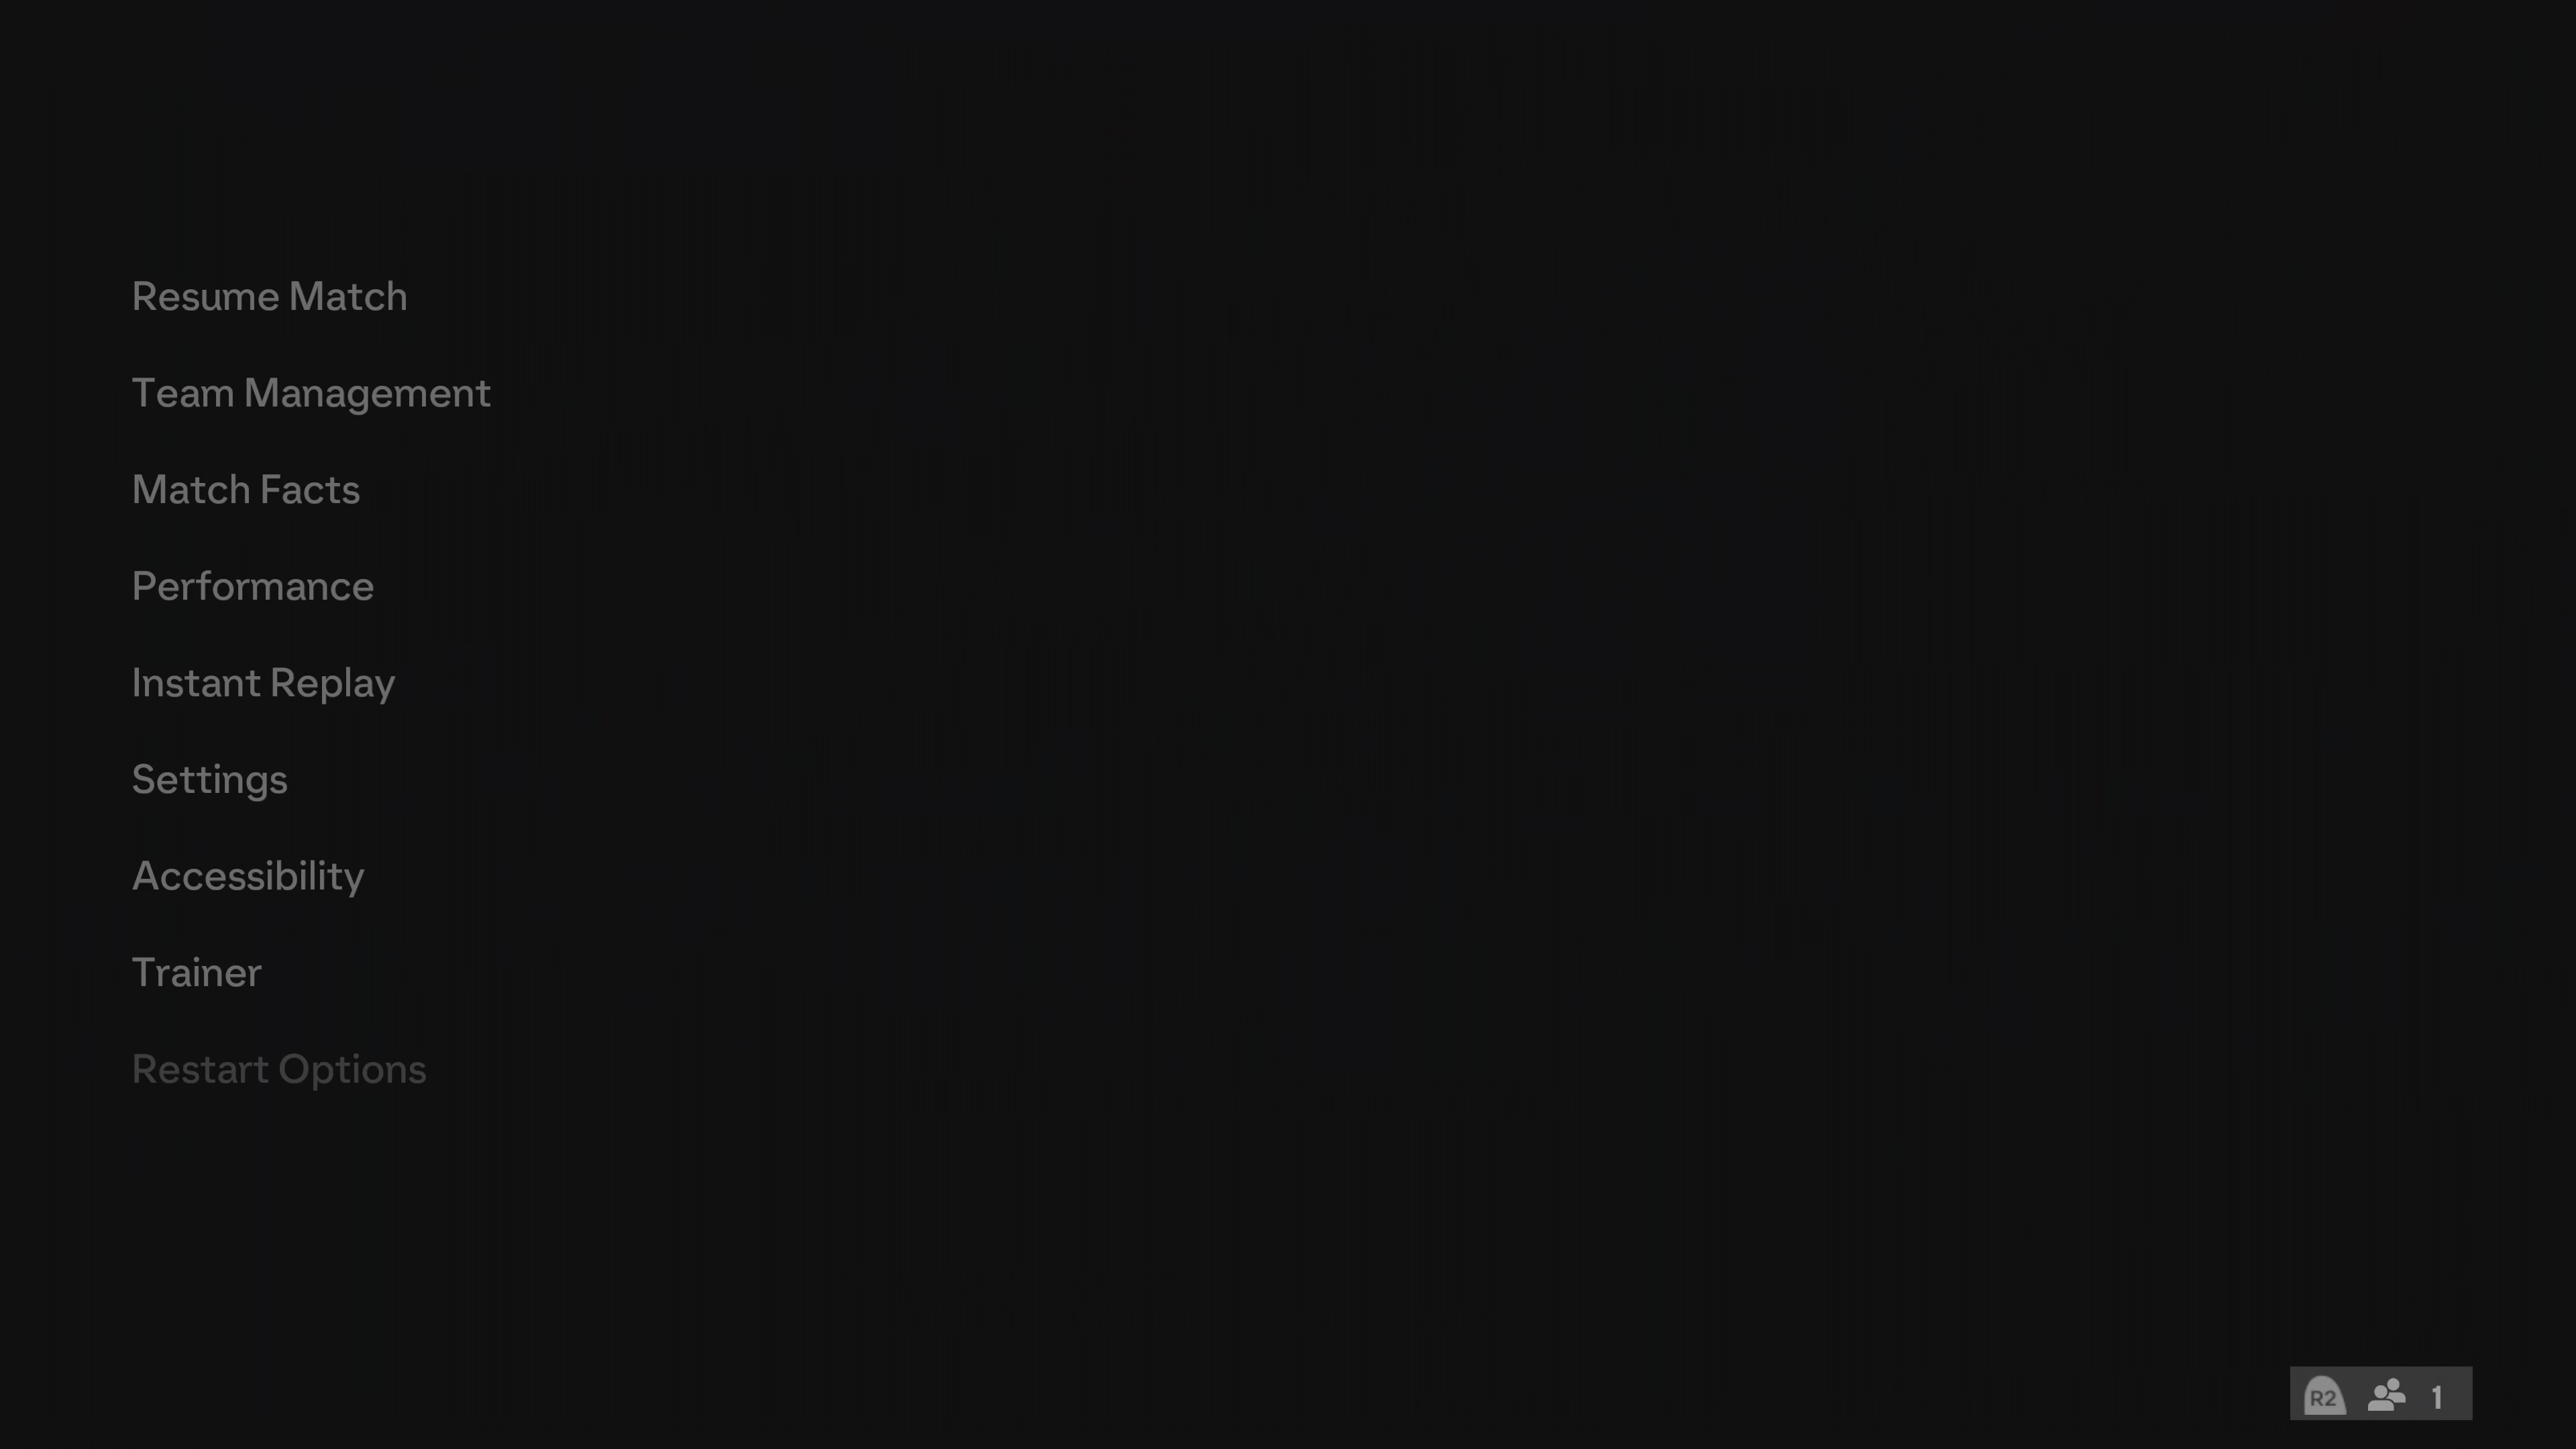 Resume Match
Team Management
Match Facts
Performance
Instant Replay
Settings
Accessibility
Trainer
Restart Options
R2 1